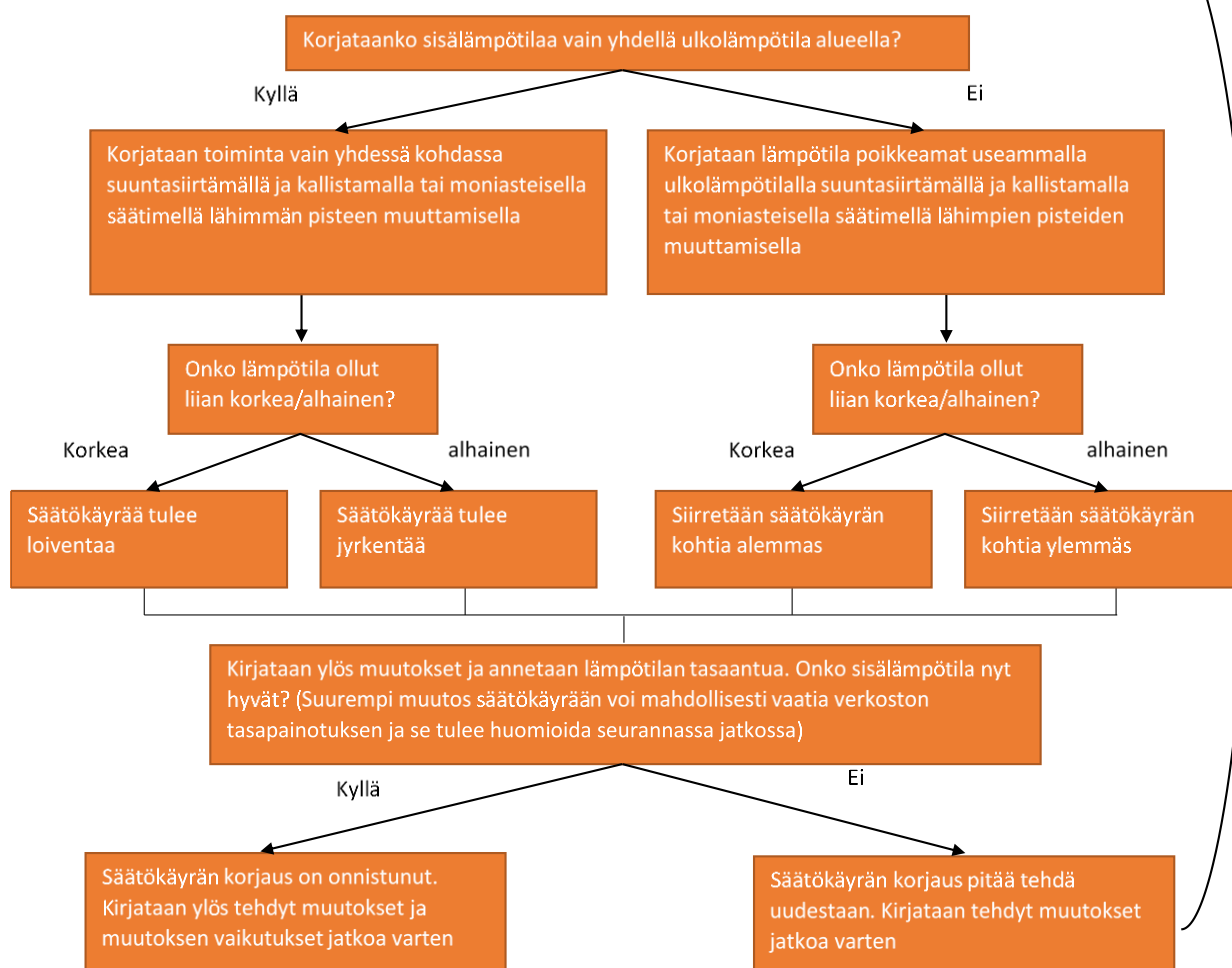 Korjataanko sisälämpötilaa vain yhdellä ulkolämpötila alueella?
Kyllä
Ei
Korjataan toiminta vain yhdessä kohdassa
suuntasiirtämällä ja kallistamalla tai moniasteisella
säätimellä lähimmän pisteen muuttamisella
Korjataan lämpötila poikkeamat useammalla
ulkolämpötilalla suuntasiirtämällä ja kallistamalla
tai moniasteisella säätimellä lähimpien pisteiden
muuttamisella
Onko lämpötila ollut
liian korkea/alhainen?
Onko lämpötila ollut
liian korkea/alhainen?
Korkea
alhainen
Korkea
alhainen
Säätökäyrää tulee
loiventaa
Säätökäyrää tulee
jyrkentää
Siirretään säätökäyrän
kohtia alemmas
Siirretään säätökäyrän
kohtia ylemmäs
Kirjataan ylös muutokset ja annetaan lämpötilan tasaantua. Onko sisälämpötila nyt
hyvät? (Suurempi muutos säätökäyrään voi mahdollisesti vaatia verkoston
tasapainotuksen ja se tulee huomioida seurannassa jatkossa)
Kyllä
Ei
Säätökäyrän korjaus on onnistunut.
Kirjataan ylös tehdyt muutokset ja
muutoksen vaikutukset jatkoa varten
Säätökäyrän korjaus pitää tehdä
uudestaan. Kirjataan tehdyt muutokset
jatkoa varten